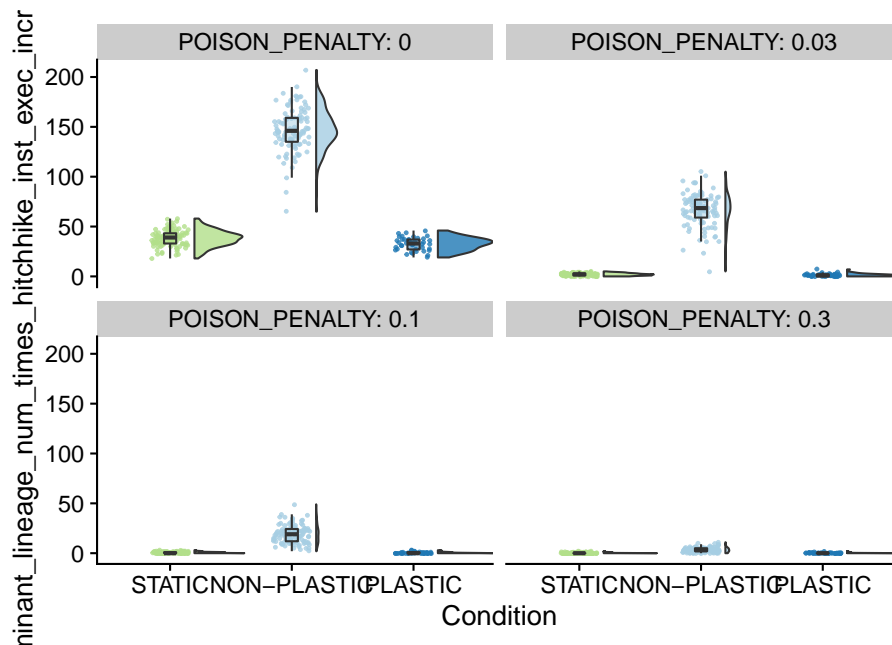 POISON_PENALTY: 0
POISON_PENALTY: 0.03
200
150
100
50
0
POISON_PENALTY: 0.1
POISON_PENALTY: 0.3
200
150
100
50
0
STATIC
NON−PLASTIC
PLASTIC
STATIC
NON−PLASTIC
PLASTIC
Condition
ninant_lineage_num_times_hitchhike_inst_exec_incr